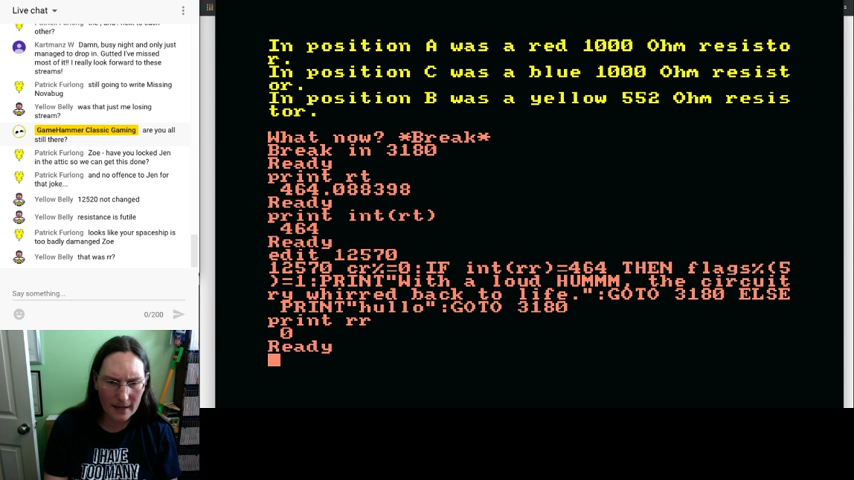 Live chat
other?
Kartmanz W Damn, busy night and only just
managed to drop in. Gutted I've missed
most of it!! I really look forward to these
streams!
Patrick Furlong still going to write Missing
Novabug
Yellow Belly was that just me losing
stream?
GameHammer Classic Gaming are you all
still there?
Patrick Furlong Zoe - have you locked Jen
in the attic so we can get this done?
Patrick Furlong and no offence to Jen for
that joke...
Yellow Belly 12520 not changed
Yellow Belly resistance is futile
Patrick Furlong looks like your spaceship is
too badly damanged Zoe
Yellow Belly that was rr?
Say something...
0/200
In position A was a red 1000 Ohm resisto
r.
In position C was a blue 1000 Ohm resist
or.
In position B was a yellow 552 Ohm resis
tor.
What now? *Break*
Break in 3180
Ready
print rt
464.088398
Ready
print int(rt)
464
Ready
edit 12570
12570 cr%=0:IF int(rr)=464 THEN flags%(5
)=1:PRINT"With a loud HUMMM, the circuit
ry whirred back to life.":GOTO 3180 ELSE
PRINT"hullo":GOTO 3180
print rr
0
Ready
I HAVE
TOO MANY